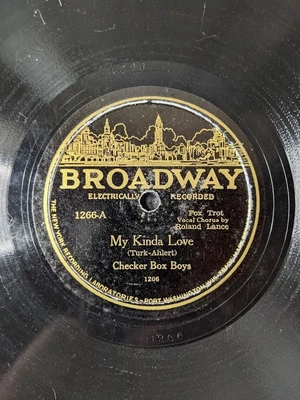 BROADWAY
ELECTRICALLY RECORDED
1266-A
Fox Trot
Vocal Chorus by
Roland Lance
My Kinda Love
(Turk-Ahlert)
Checker Box Boys
1206
THE NEW YORK RECORDING LABORATORIES - PORT WASHINGTON
1266